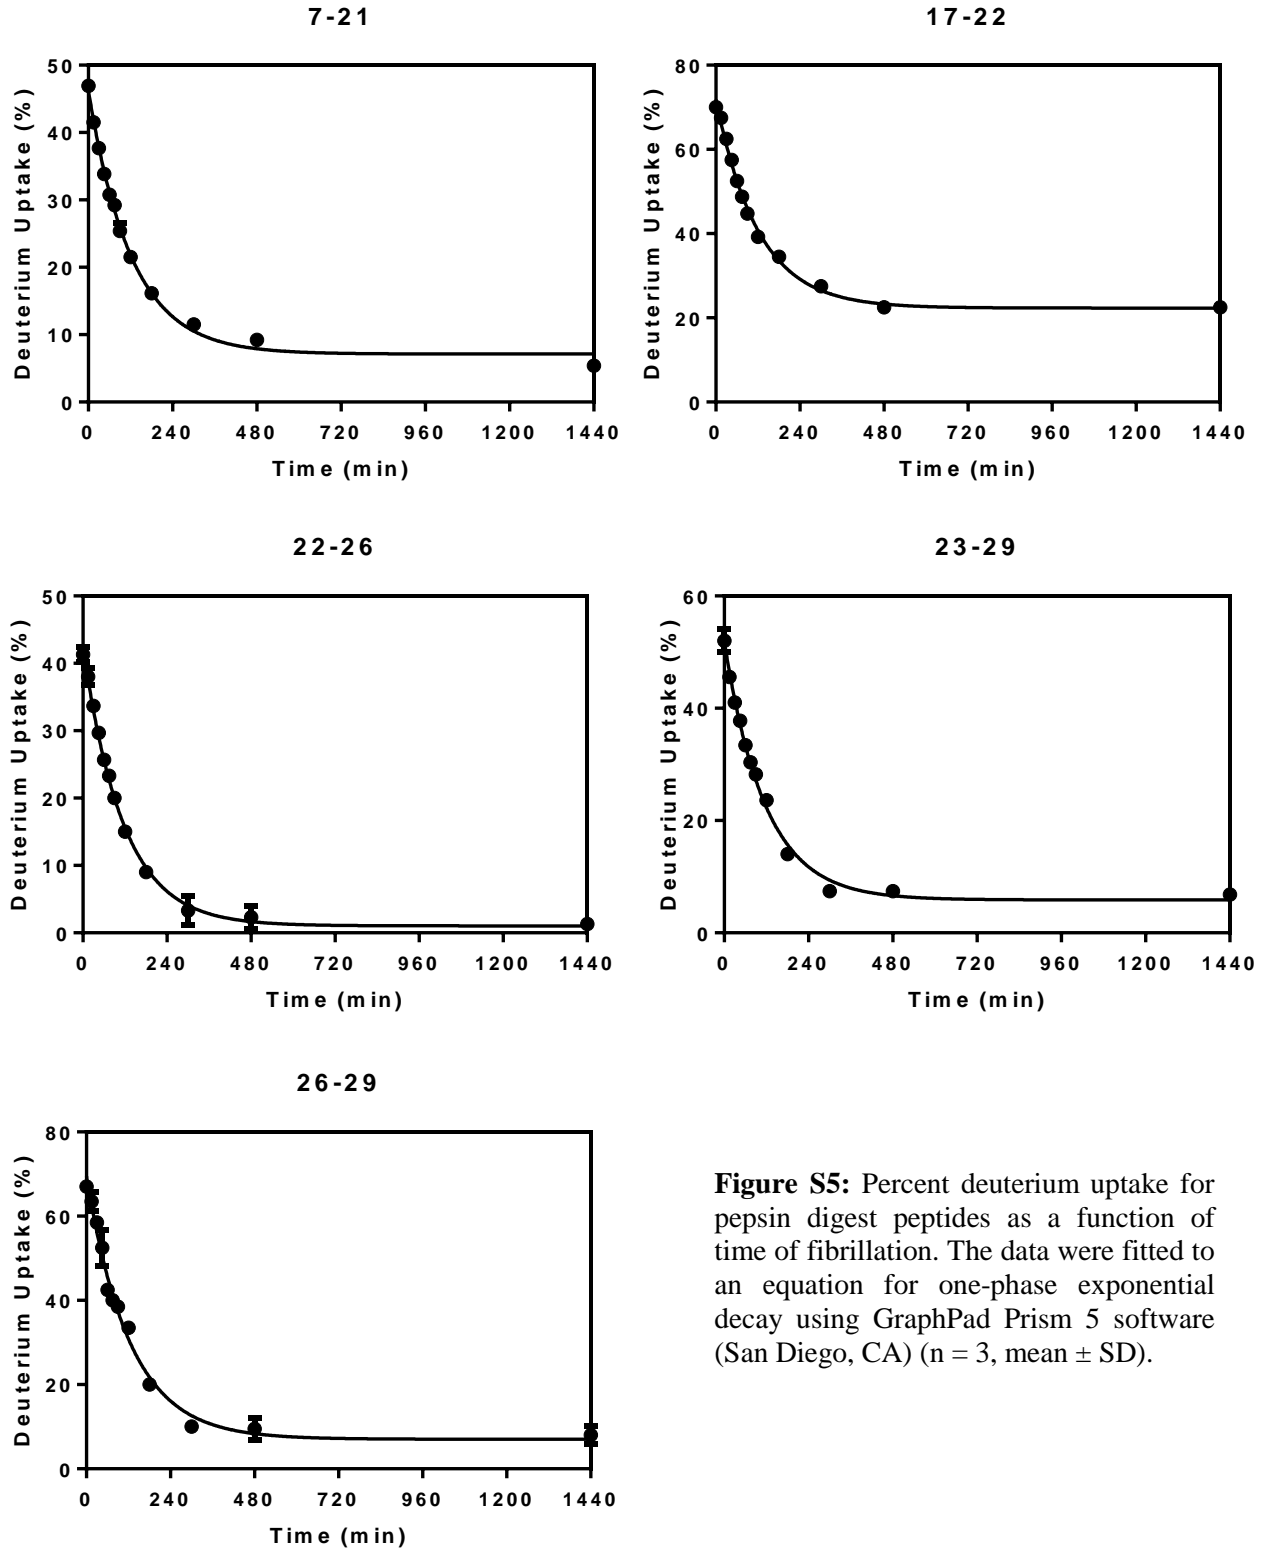 7-21
Deuterium Uptake (%)
50
40
30
20
10
0
0 240 480 720 960 1200 1440
Time (min)
17-22
Deuterium Uptake (%)
80
60
40
20
0
0 240 480 720 960 1200 1440
Time (min)
22-26
Deuterium Uptake (%)
50
40
30
20
10
0
0 240 480 720 960 1200 1440
Time (min)
23-29
Deuterium Uptake (%)
60
40
20
0
0 240 480 720 960 1200 1440
Time (min)
26-29
Deuterium Uptake (%)
80
60
40
20
0
0 240 480 720 960 1200 1440
Time (min)
Figure S5: Percent deuterium uptake for
pepsin digest peptides as a function of
time of fibrillation. The data were fitted to
an equation for one-phase exponential
decay using GraphPad Prism 5 software
(San Diego, CA) (n = 3, mean ± SD).